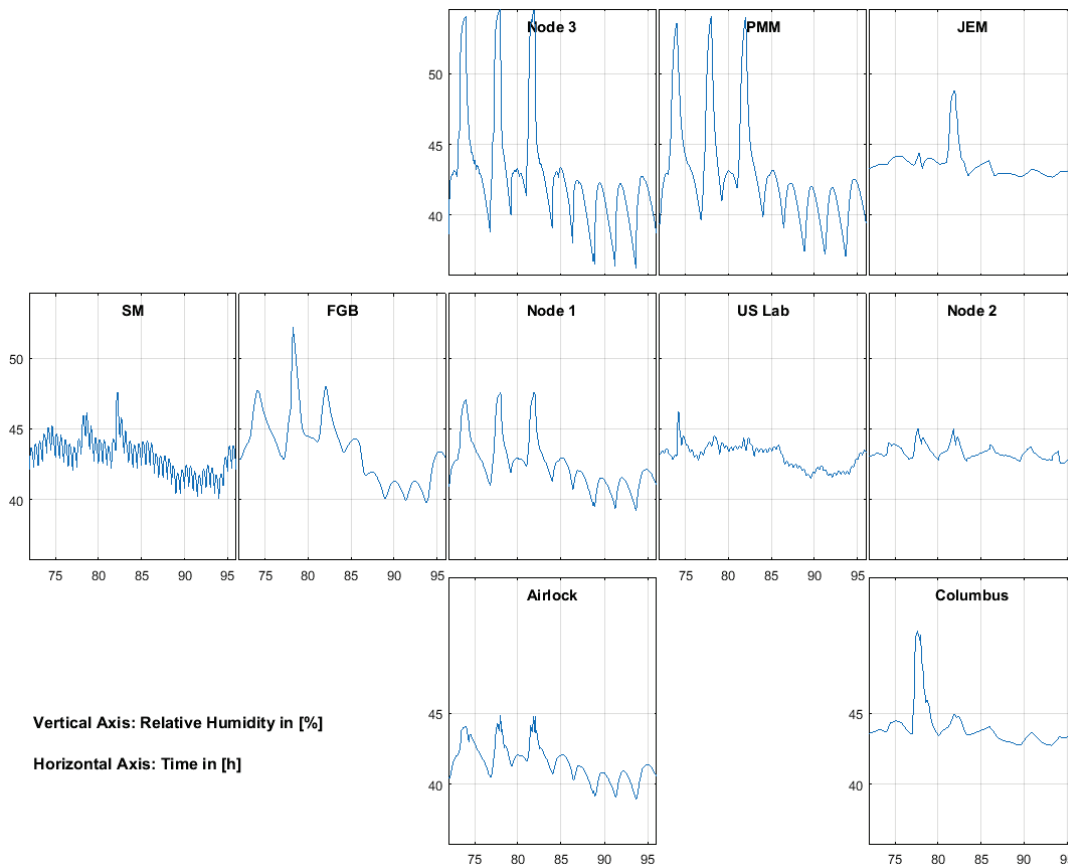 Node 3 PMM JEM
50
45
40
SM FGB Node 1 US Lab Node 2
50
45
40
75 80 85 90 95 75 80 85 90 95 75 80 85 90 95
Airlock Columbus
45 45
40 40
75 80 85 90 95 75 80 85 90 95
Vertical Axis: Relative Humidity in [%]
Horizontal Axis: Time in [h]